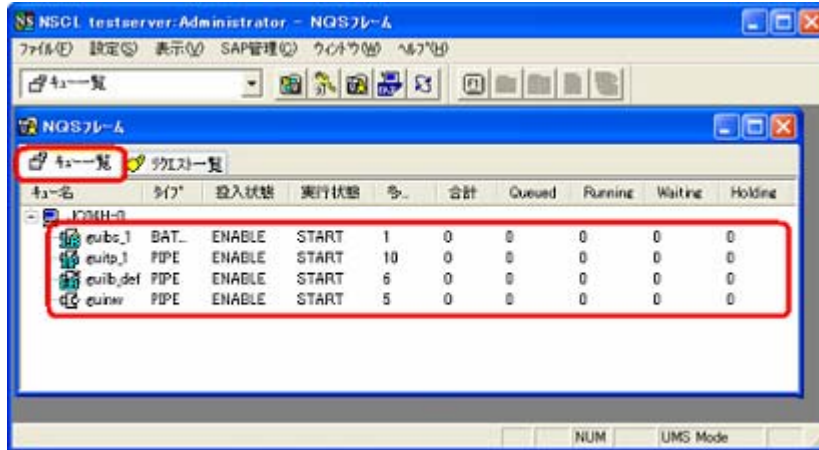 NSCL testserver:Administrator - NQSフレーム
ファイル(F) 設定(S) 表示(V) SAP管理(C) ウィンドウ(W) ヘルプ(H)
キュー一覧
NQSフレーム
キュー一覧 リクエスト一覧
キュー名 タイプ 投入状態 実行状態 多... 合計 Queued Running Waiting Holding
euibs_1 BAT... ENABLE START 1 0 0 0 0 0
euitp_1 PIPE ENABLE START 10 0 0 0 0 0
euilb_def PIPE ENABLE START 6 0 0 0 0 0
euinw PIPE ENABLE START 5 0 0 0 0 0
NUM UMS Mode